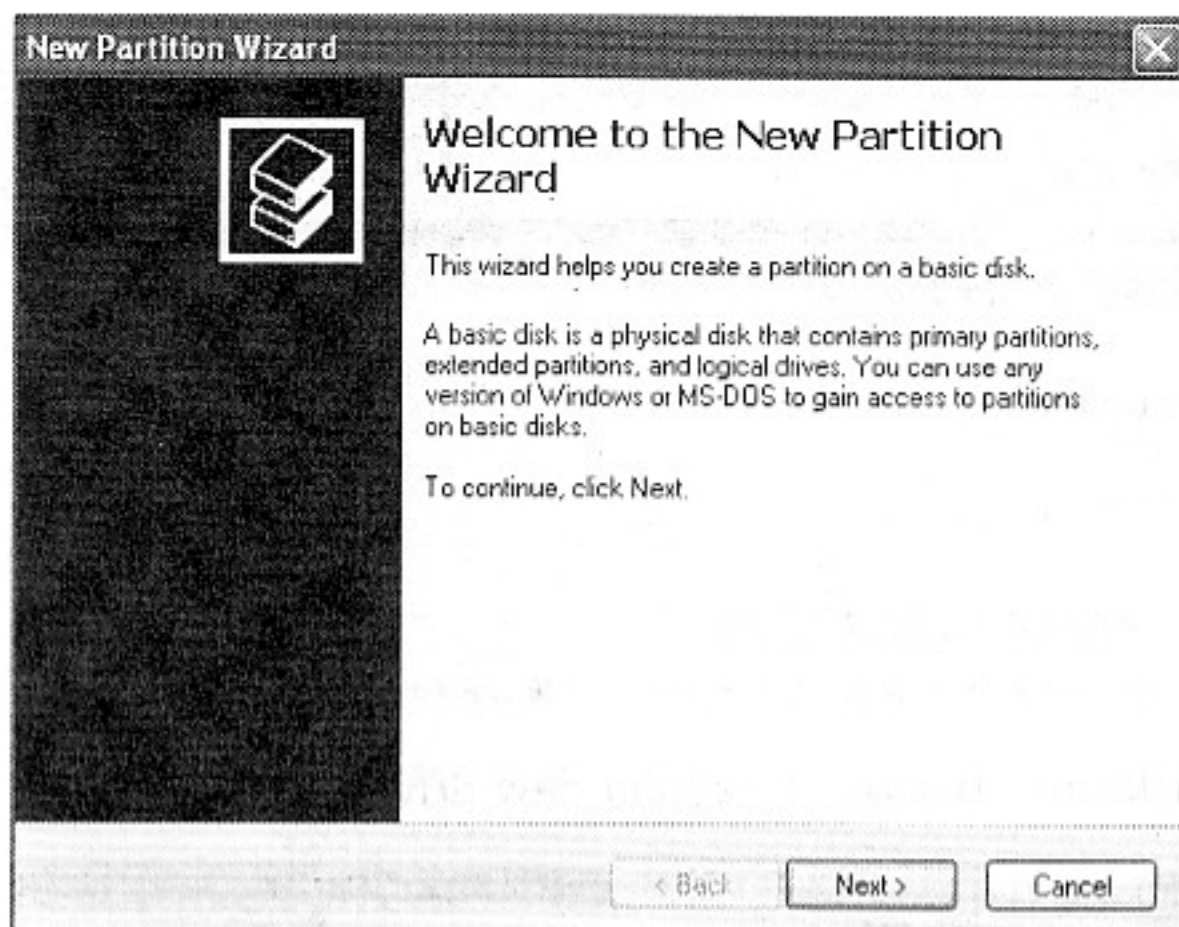 New Partition Wizard
Welcome to the New Partition
Wizard
This wizard helps you create a partition on a basic disk.
A basic disk is a physical disk that contains primary partitions,
extended partitions, and logical drives. You can use any
version of Windows or MS-DOS to gain access to partitions
on basic disks.
To continue, click Next.
< Back
Next >
Cancel